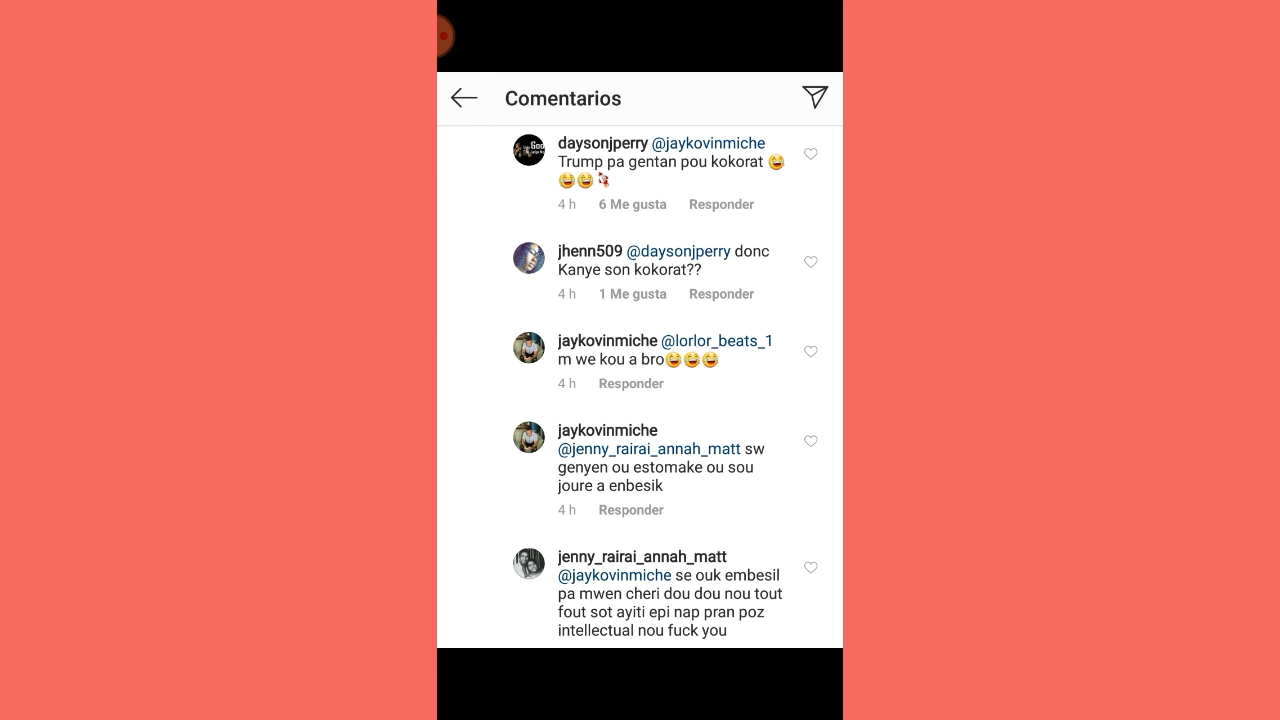 Comentarios
daysonjperry @jaykovinmiche
Trump pa gentan pou kokorat 😂
😂😂🚀
4 h 6 Me gusta Responder
jhenn509 @daysonjperry donc
Kanye son kokorat??
4 h 1 Me gusta Responder
jaykovinmiche @lorlor_beats_1
m we kou a bro😂😂😂
4 h Responder
jaykovinmiche
@jenny_rairai_annah_matt sw
genyen ou estomake ou sou
joure a enbesik
4 h Responder
jenny_rairai_annah_matt
@jaykovinmiche se ouk embesil
pa mwen cheri dou dou nou tout
fout sot ayiti epi nap pran poz
intellectual nou fuck you